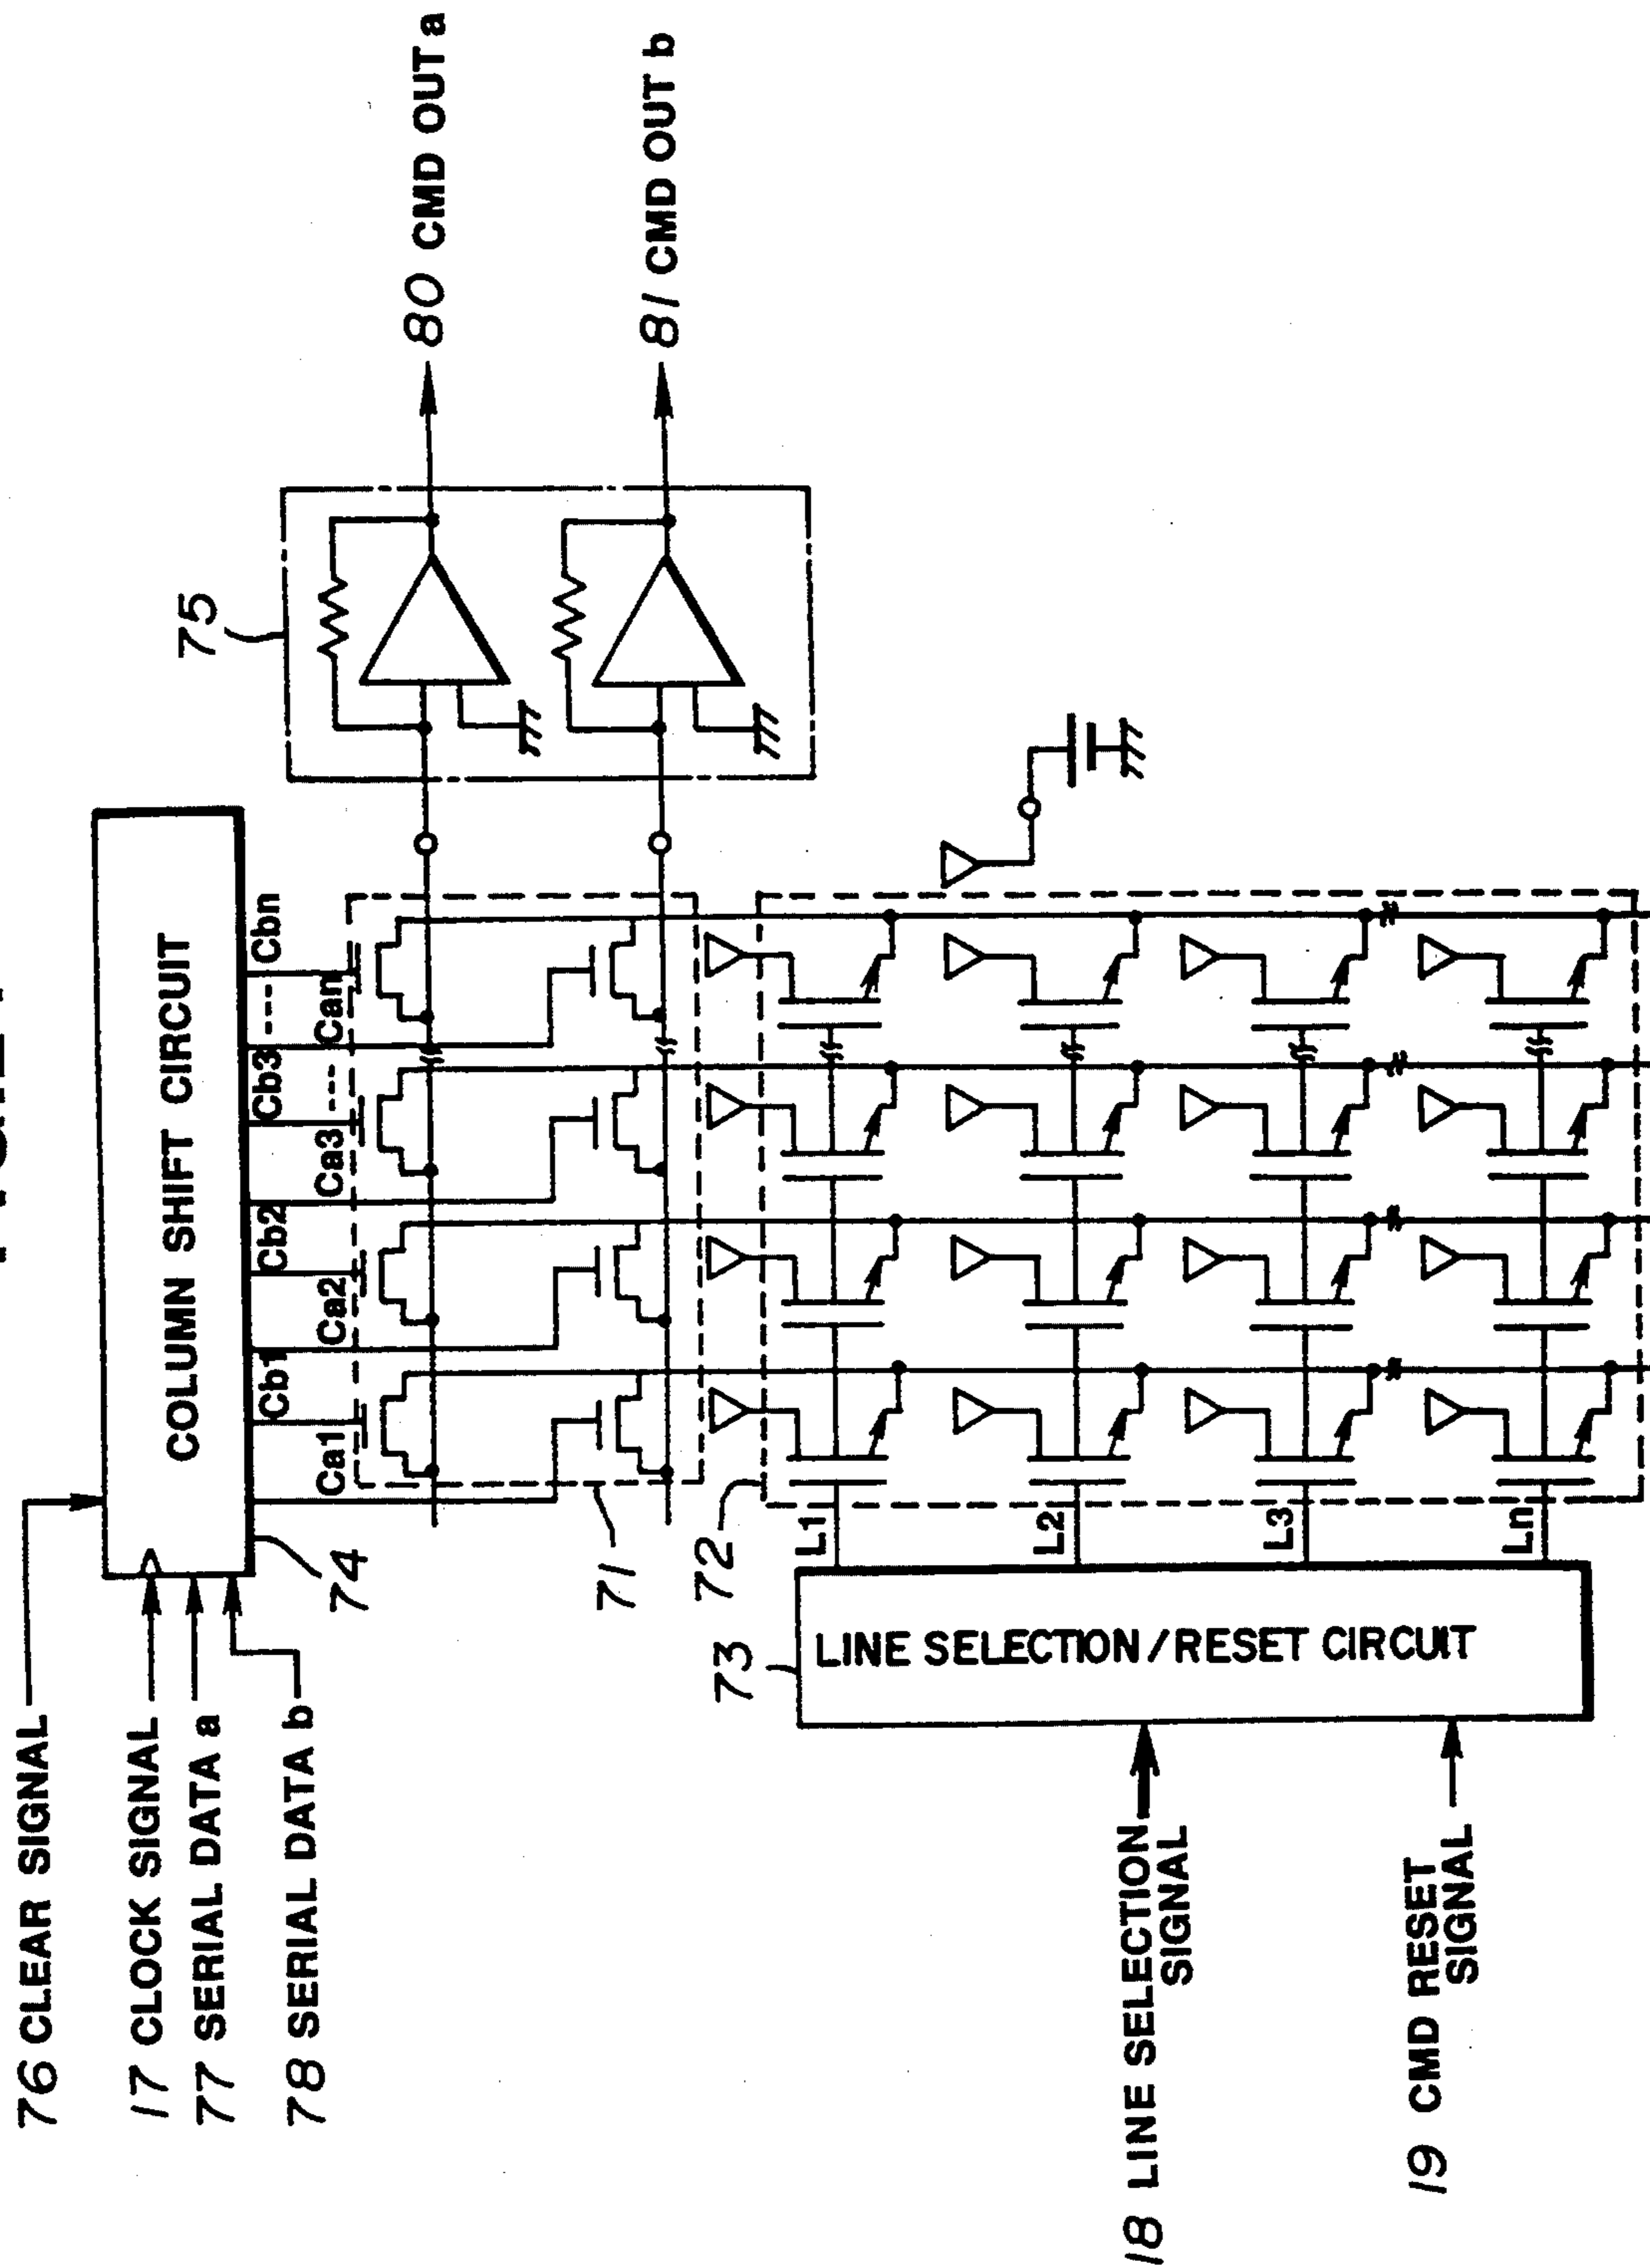 76 CLEAR SIGNAL
17 CLOCK SIGNAL
77 SERIAL DATA a
78 SERIAL DATA b
COLUMN SHIFT CIRCUIT
74
Ca1 Cb1 Ca2 Cb2 Ca3 Cb3 Can Cbn
71
75
80 CMD OUT a
81 CMD OUT b
72
73
LINE SELECTION/RESET CIRCUIT
L1
L2
L3
Ln
18 LINE SELECTION
SIGNAL
19 CMD RESET
SIGNAL